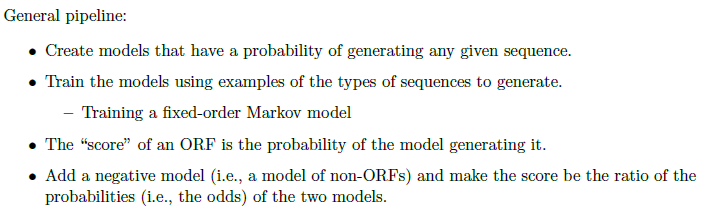 General pipeline:
• Create models that have a probability of generating any given sequence.
• Train the models using examples of the types of sequences to generate.
– Training a fixed-order Markov model
• The “score” of an ORF is the probability of the model generating it.
• Add a negative model (i.e., a model of non-ORFs) and make the score be the ratio of the
probabilities (i.e., the odds) of the two models.